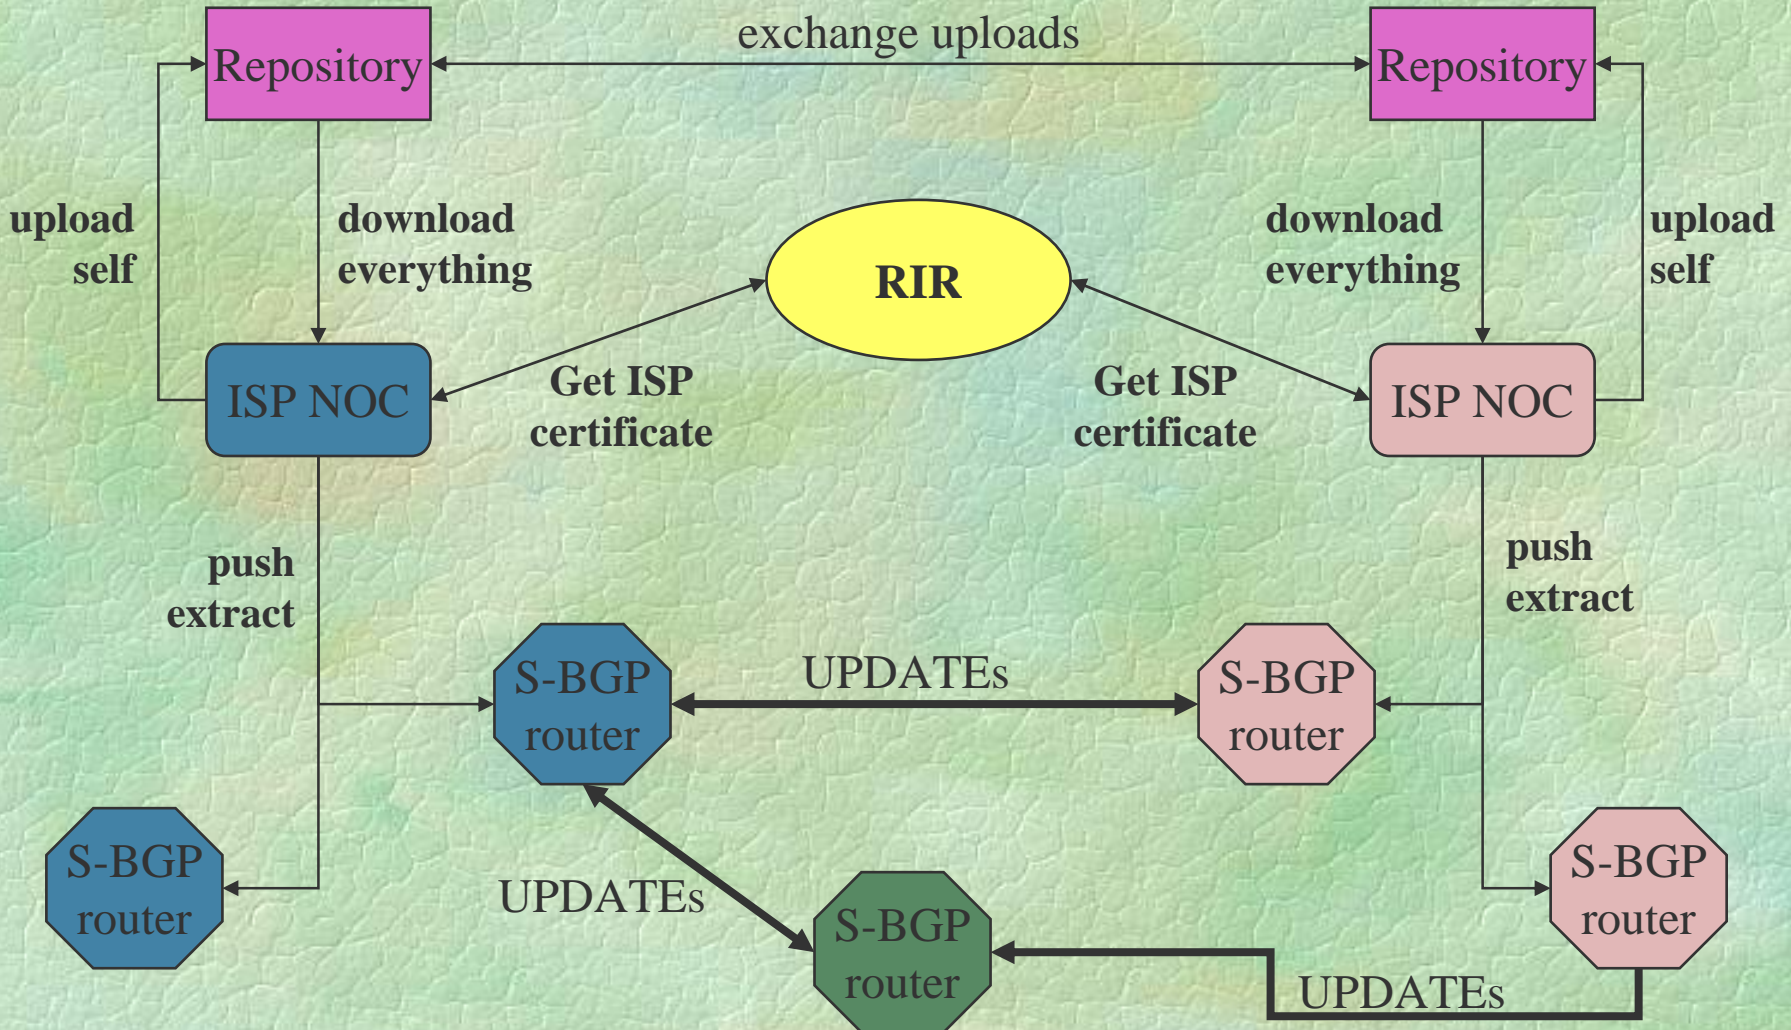 exchange uploads
Repository
Repository
upload
self
download
everything
RIR
download
everything
upload
self
ISP NOC
Get ISP
certificate
Get ISP
certificate
ISP NOC
push
extract
push
extract
S-BGP
router
UPDATEs
S-BGP
router
S-BGP
router
UPDATEs
S-BGP
router
S-BGP
router
UPDATEs